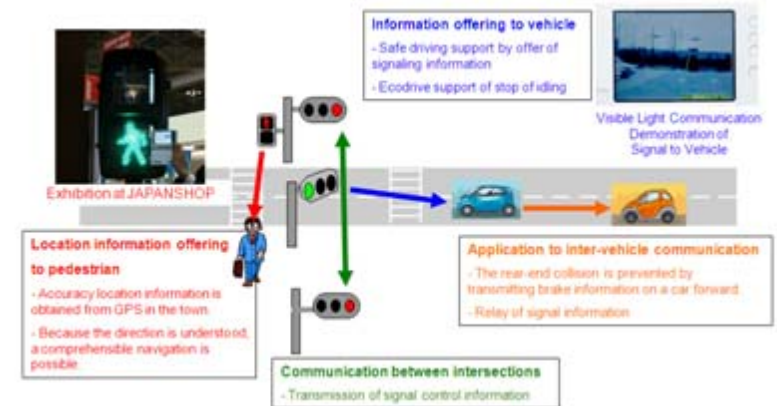 Information offering to vehicle
- Safe driving support by offer of
signaling information
- Ecodrive support of stop of idling
Visible Light Communication
Demonstration of
Signal to Vehicle
Exhibition at JAPANSHOP
Location information offering
to pedestrian
- Accuracy location information is
obtained from GPS in the town.
- Because the direction is understood,
a comprehensible navigation is
possible.
Application to inter-vehicle communication
- The rear-end collision is prevented by
transmitting brake information on a car forward.
- Relay of signal information
Communication between intersections
- Transmission of signal control information